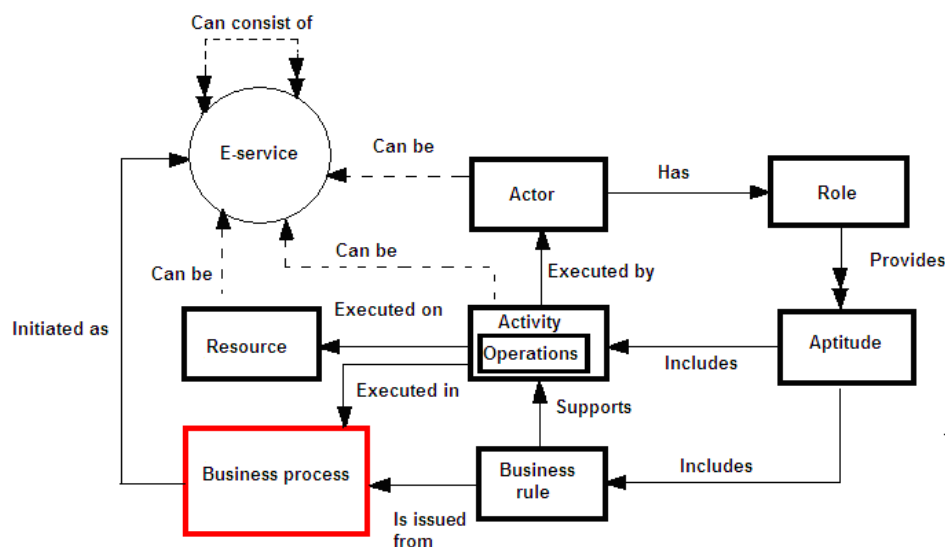 Can consist of
E-service
Can be
Actor
Has
Role
Can be
Can be
Executed by
Provides
Initiated as
Executed on
Resource
Activity
Operations
Includes
Aptitude
Executed in
Supports
Business process
Business
rule
Includes
Is issued
from